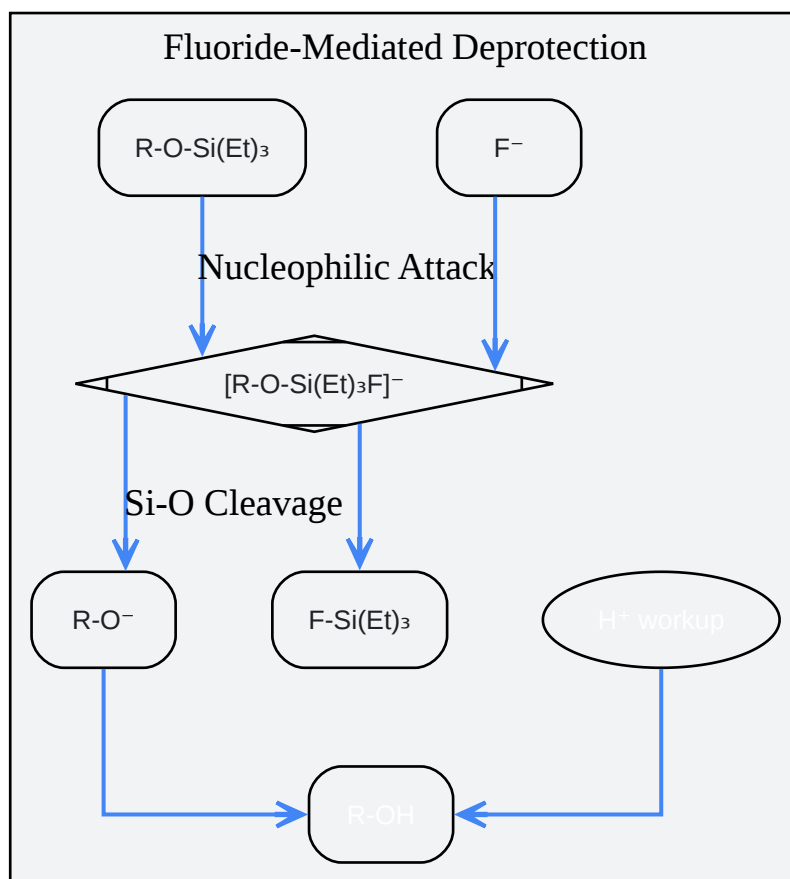 Fluoride-Mediated Deprotection
R-O-Si(Et)₃
F⁻
Nucleophilic Attack
[R-O-Si(Et)₃F]⁻
Si-O Cleavage
R-O⁻
F-Si(Et)₃
H⁺ workup
R-OH